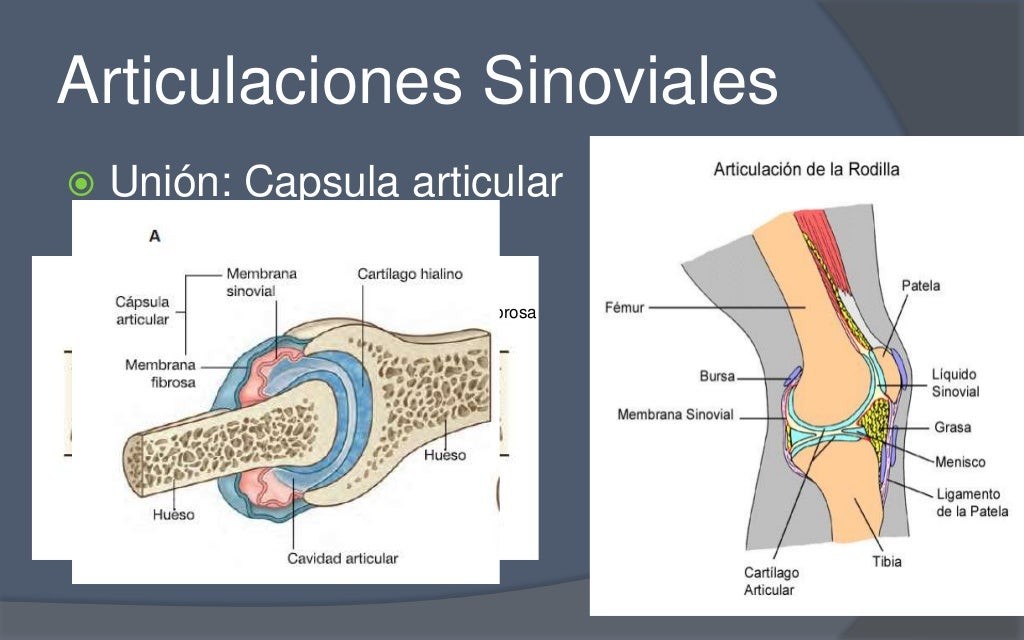 Articulaciones Sinoviales
Unión: Capsula articular
A
Membrana
sinovial
Cartílago hialino
Cápsula
articular
Membrana
fibrosa
Hueso
Hueso
Cavidad articular
Articulación de la Rodilla
Patela
Fémur
Bursa
Líquido
Sinovial
Membrana Sinovial
Grasa
Menisco
Ligamento
de la Patela
Tibia
Cartílago
Articular